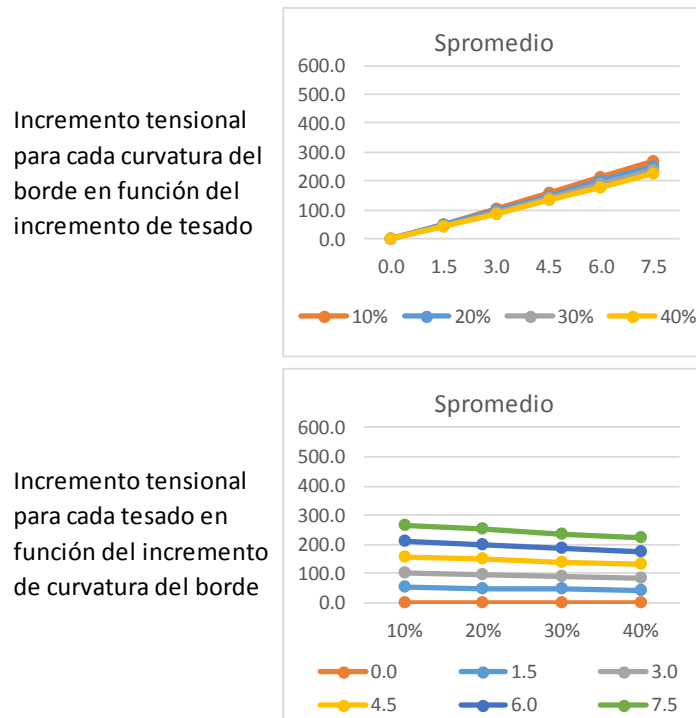 Incremento tensional
para cada curvatura del
borde en función del
incremento de tesado
Spromedio
600.0
500.0
400.0
300.0
200.0
100.0
0.0
0.0 1.5 3.0 4.5 6.0 7.5
10% 20% 30% 40%
Incremento tensional
para cada tesado en
función del incremento
de curvatura del borde
Spromedio
600.0
500.0
400.0
300.0
200.0
100.0
0.0
10% 20% 30% 40%
0.0 1.5 3.0
4.5 6.0 7.5